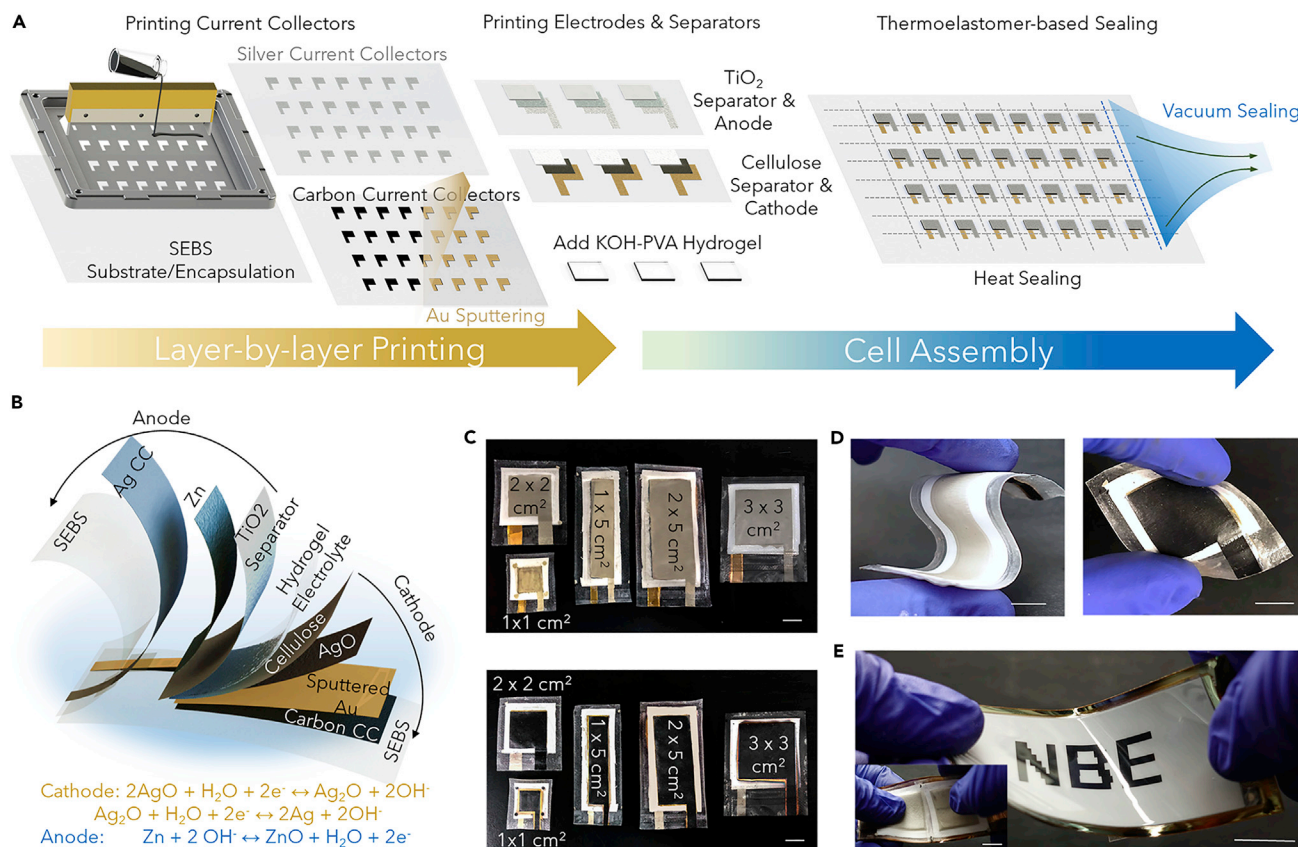 A
Printing Current Collectors
Silver Current Collectors
SEBS
Substrate/Encapsulation
Carbon Current Collectors
Au Sputtering
Printing Electrodes & Separators
TiO₂
Separator &
Anode
Cellulose
Separator &
Cathode
Add KOH-PVA Hydrogel
Thermoelastomer-based Sealing
Vacuum Sealing
Heat Sealing
Layer-by-layer Printing
Cell Assembly
B
Anode
SEBS
Ag CC
Zn
TiO2
Separator
Hydrogel
Electrolyte
Cellulose
AgO
Sputtered
Au
Carbon CC
SEBS
Cathode
Cathode: 2AgO + H₂O + 2e⁻ ↔ Ag₂O + 2OH⁻
Ag₂O + H₂O + 2e⁻ ↔ 2Ag + 2OH⁻
Anode: Zn + 2 OH⁻ ↔ ZnO + H₂O + 2e⁻
C
2 x 2
cm²
1 x 5 cm²
2 x 5 cm²
3 x 3
cm²
1x1 cm²
2 x 2 cm²
1 x 5 cm²
2 x 5 cm²
3 x 3
cm²
1x1 cm²
D
E
NBE